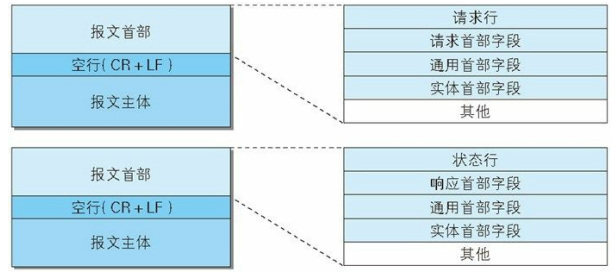 报文首部
空行(CR+LF)
报文主体
请求行
请求首部字段
通用首部字段
实体首部字段
其他
报文首部
空行(CR+LF)
报文主体
状态行
响应首部字段
通用首部字段
实体首部字段
其他